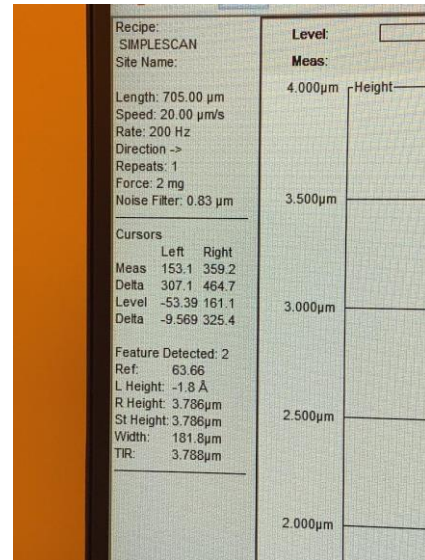 Recipe:
SIMPLESCAN
Site Name:
Length: 705.00 µm
Speed: 20.00 µm/s
Rate: 200 Hz
Direction ->
Repeats: 1
Force: 2 mg
Noise Filter: 0.83 µm
Cursors
Left Right
Meas 153.1 359.2
Delta 307.1 464.7
Level -53.39 161.1
Delta -9.569 325.4
Feature Detected: 2
Ref: 63.66
L Height: -1.8 Å
R Height: 3.786µm
St Height: 3.786µm
Width: 181.8µm
TIR: 3.788µm
Level:
Meas:
4.000µm Height
3.500µm
3.000µm
2.500µm
2.000µm